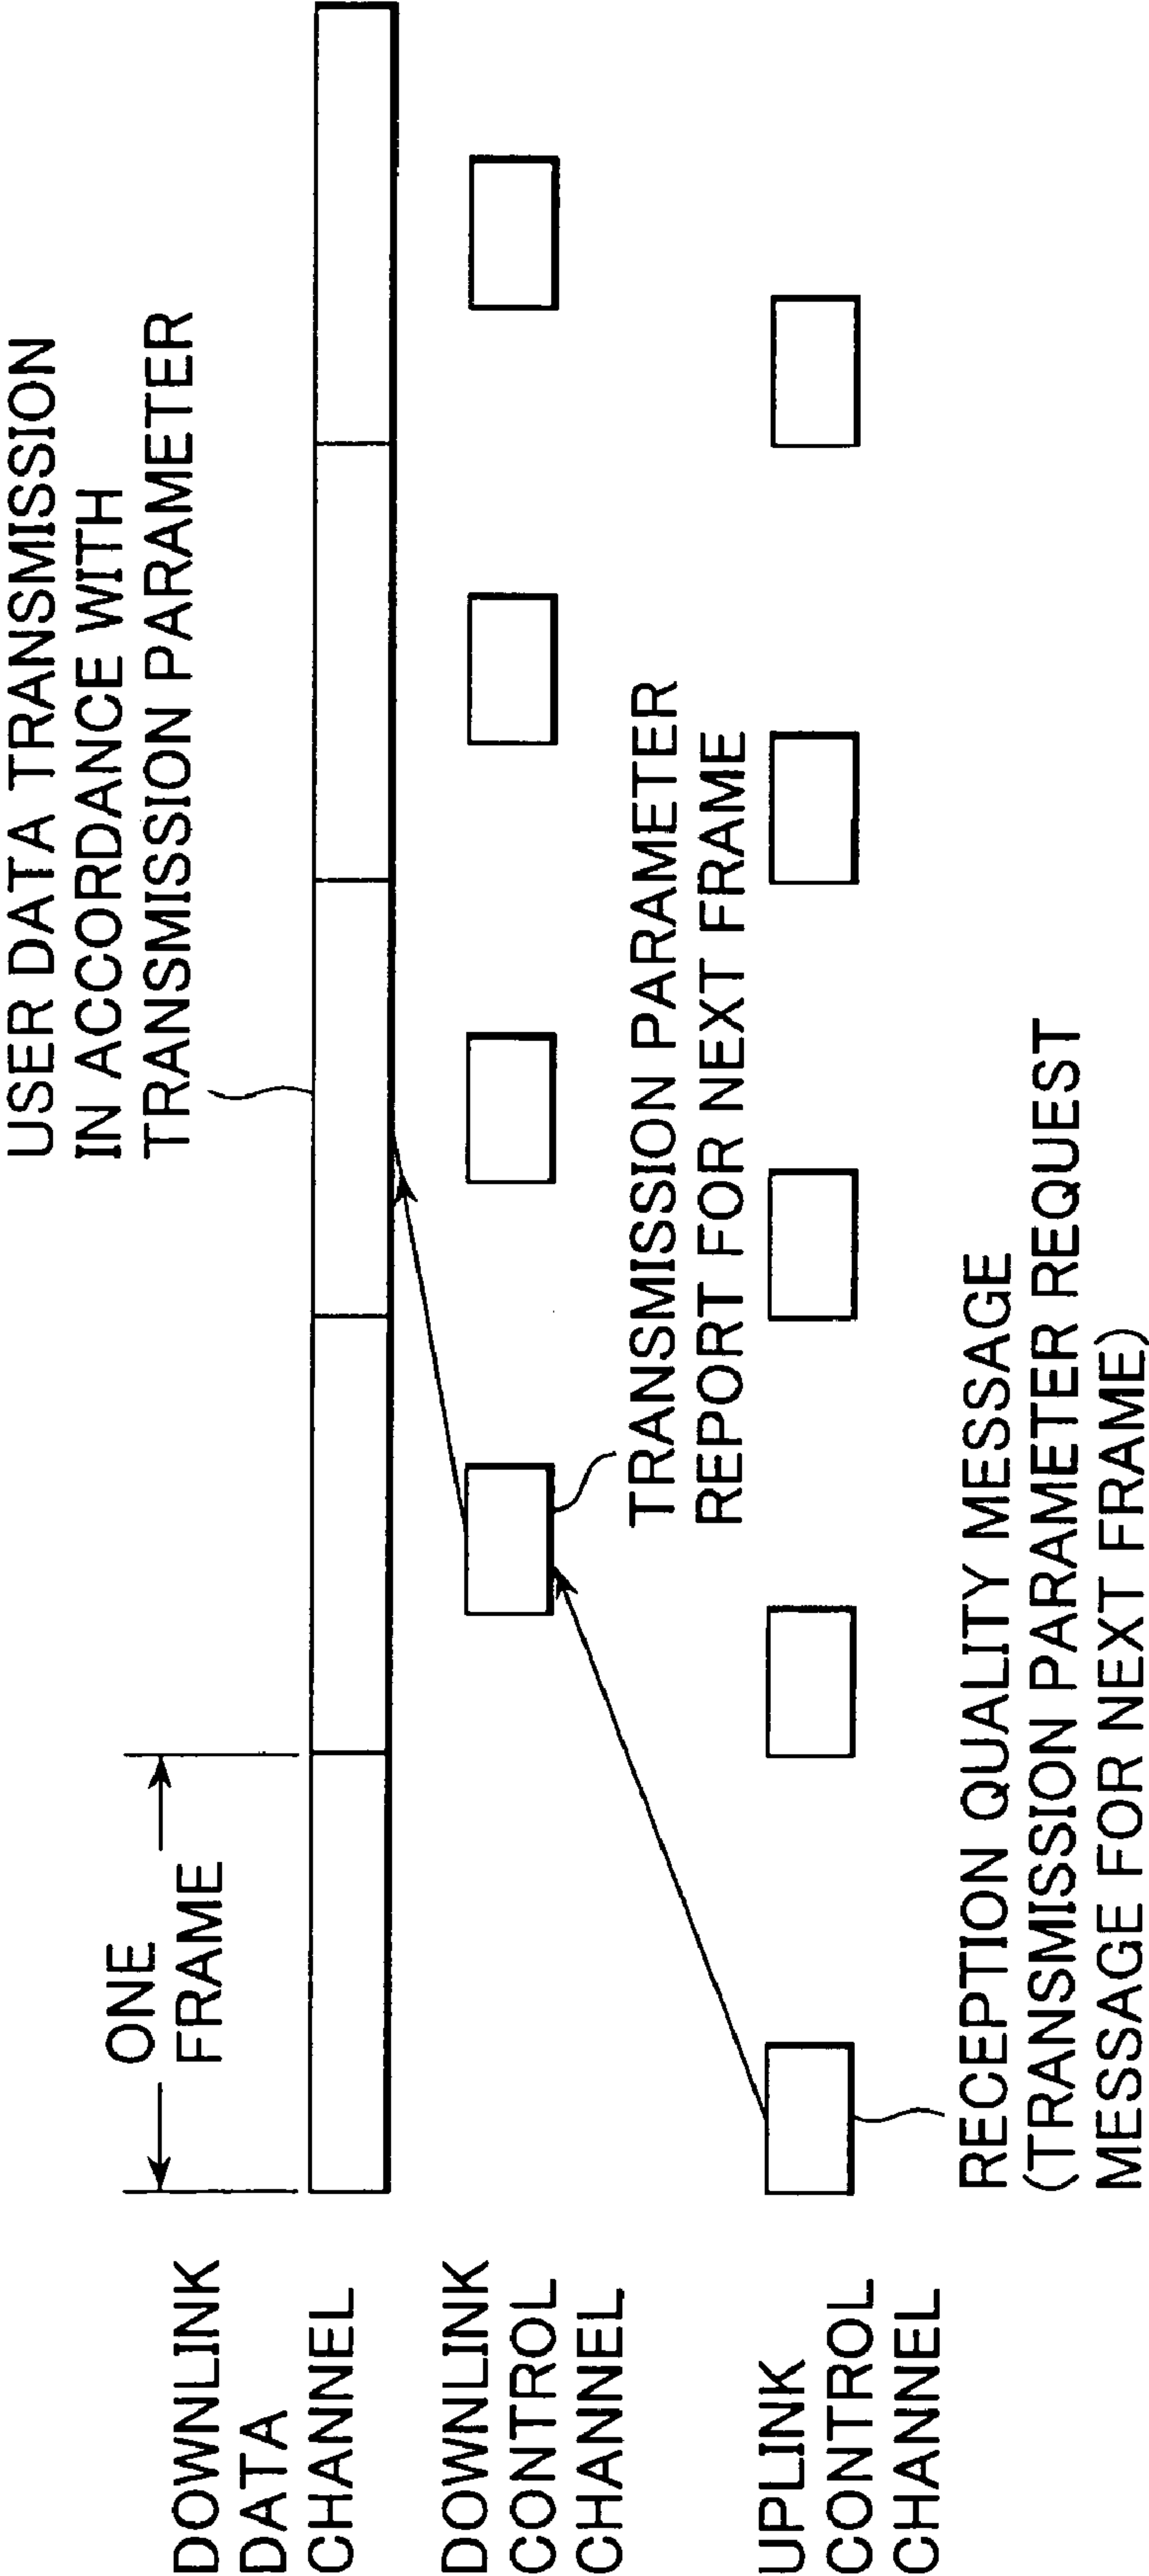 USER DATA TRANSMISSION
IN ACCORDANCE WITH
TRANSMISSION PARAMETER
ONE
FRAME
DOWNLINK
DATA
CHANNEL
DOWNLINK
CONTROL
CHANNEL
TRANSMISSION PARAMETER
REPORT FOR NEXT FRAME
UPLINK
CONTROL
CHANNEL
RECEPTION QUALITY MESSAGE
(TRANSMISSION PARAMETER REQUEST
MESSAGE FOR NEXT FRAME)